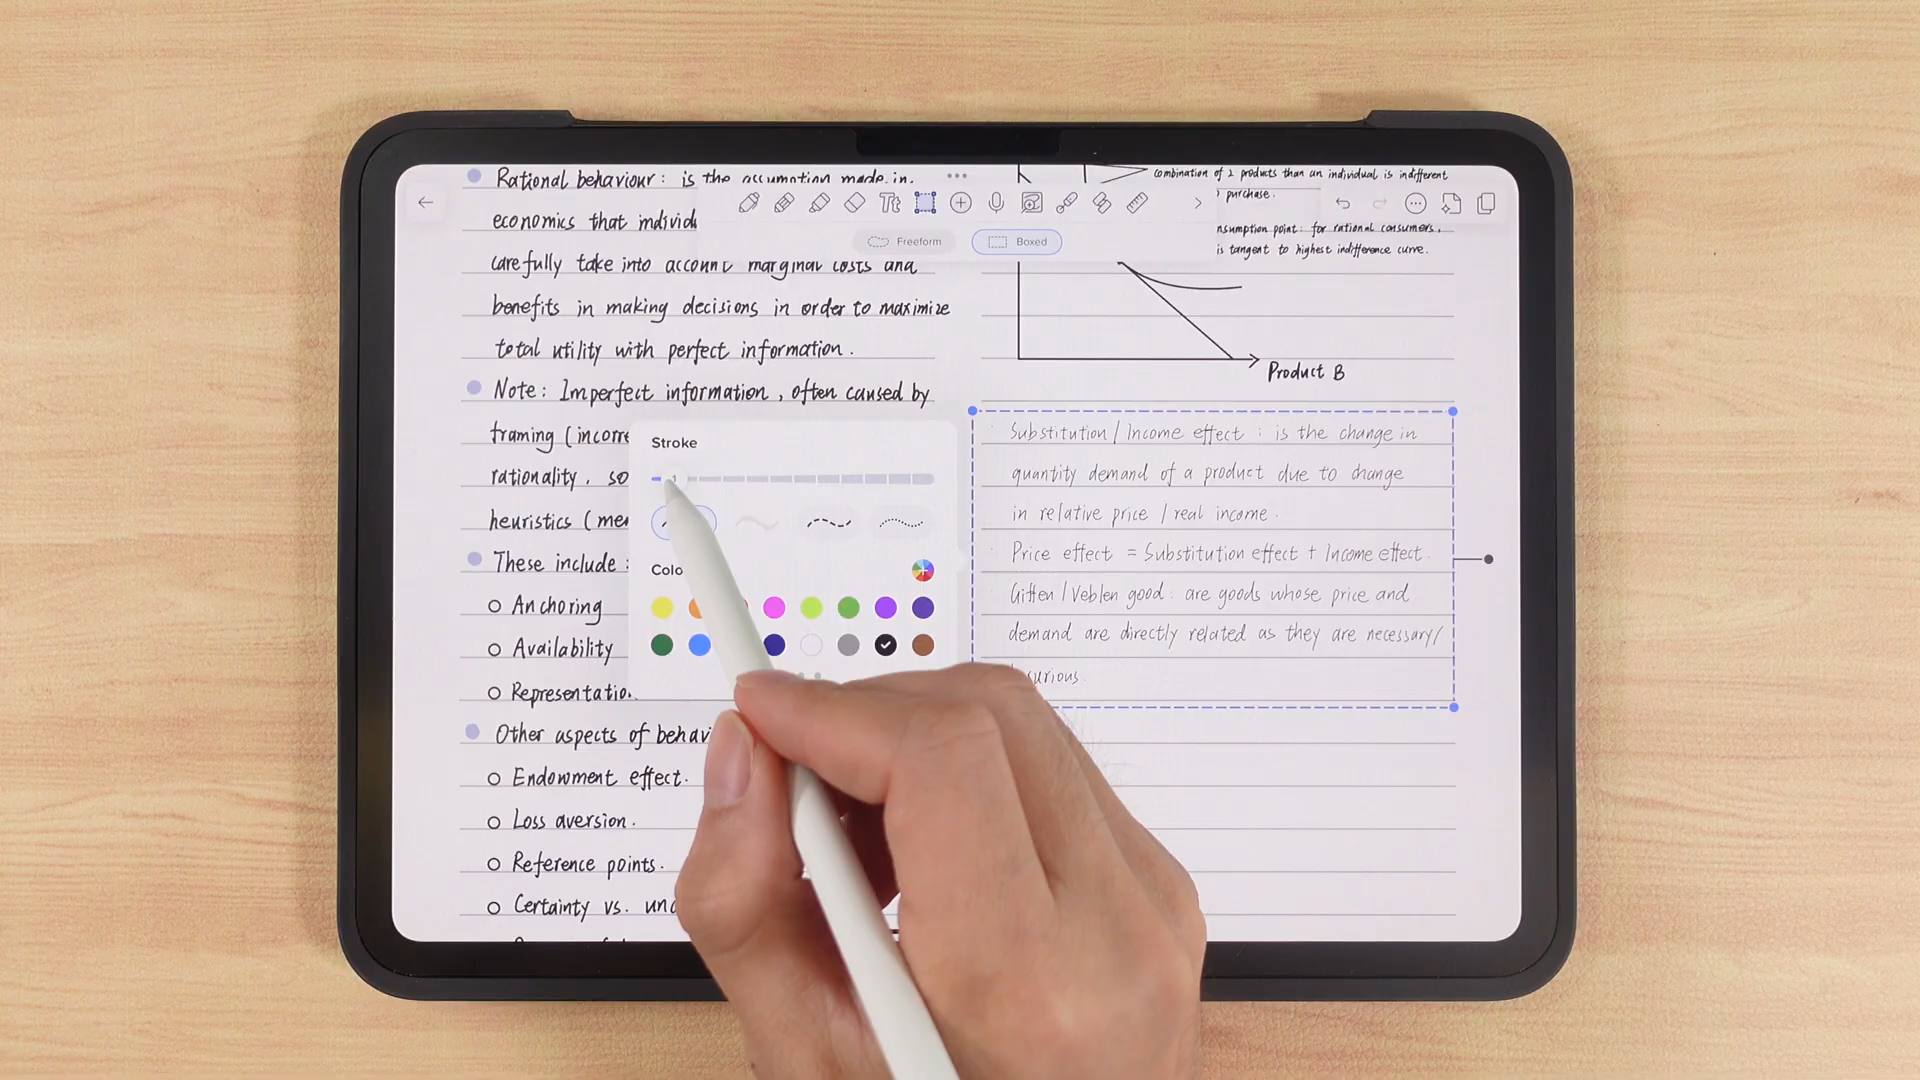 Rational behaviour: is the accumotion made in.
economics that individ
carefully take into account marginal costs and
benefits in making decisions in order to maximize
total utility with perfect information.
Note: Imperfect information, often caused by
framing (incorre
rationality. so
heuristics (men
These include:
Anchoring
Availability
Representatio.
Other aspects of behavi
Endowment effect.
Loss aversion.
Reference points.
Certainty vs. unc
Tt
Freeform
Boxed
combination of 2 products than an individual is indifferent
purchase.
nsumption point: for rational consumers,
is tangent to highest indifference curve.
Product B
Stroke
1
Colo
Substitution / Income effect : is the change in
quantity demand of a product due to change
in relative price / real income.
Price effect = Substitution effect + Income effect.
Giffen / Veblen good: are goods whose price and
demand are directly related as they are necessary/
urious.